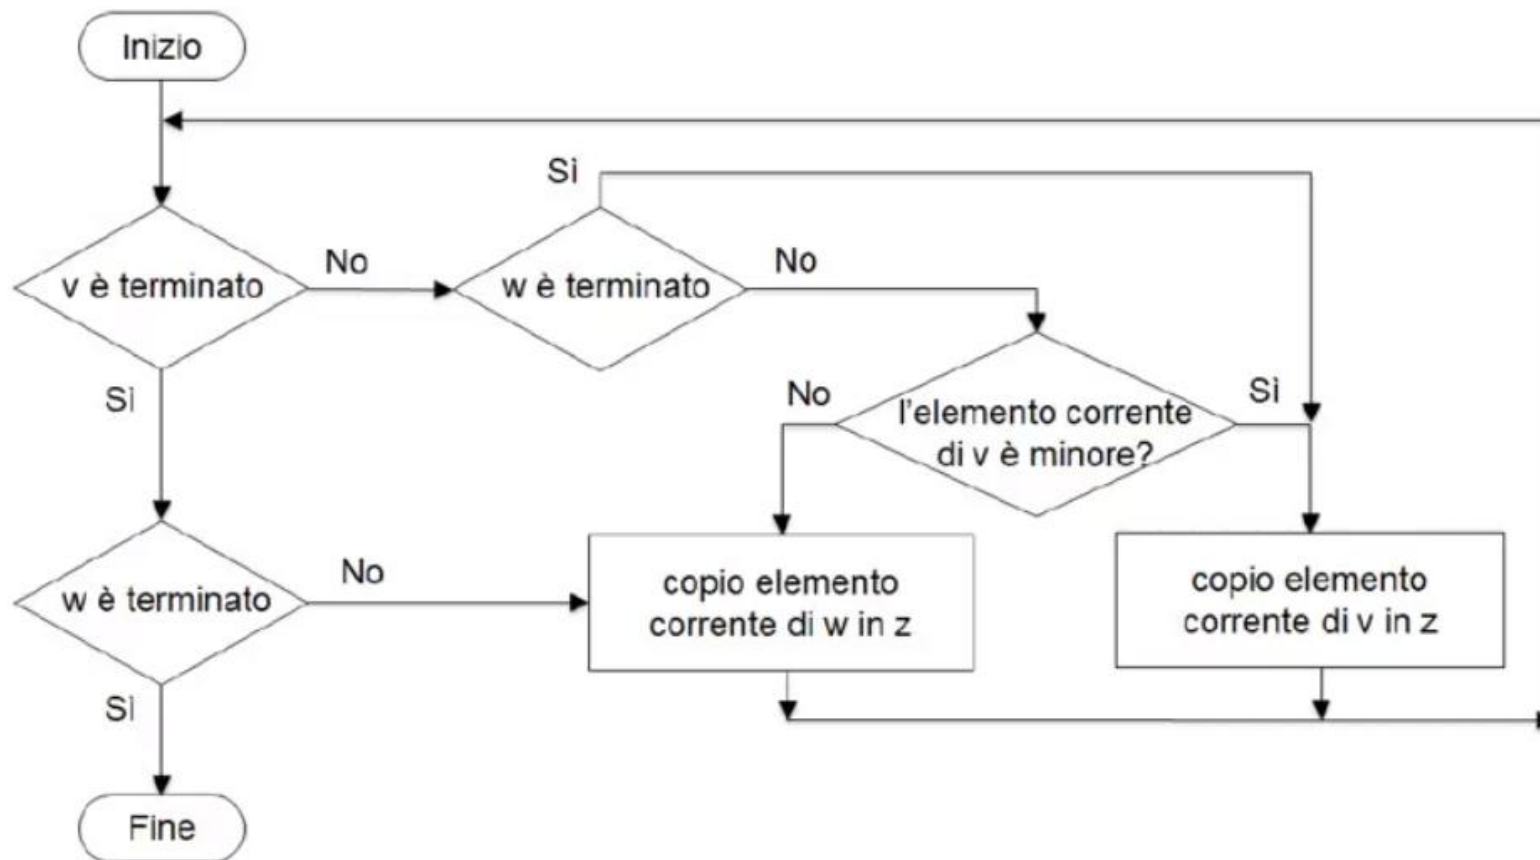 Inizio
Sì
v è terminato
No
w è terminato
No
Sì
No
l'elemento corrente
di v è minore?
Sì
w è terminato
No
copio elemento
corrente di w in z
copio elemento
corrente di v in z
Sì
Fine